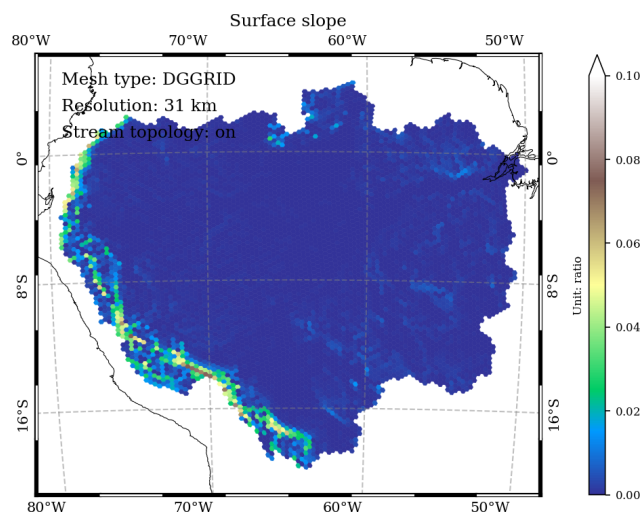 Surface slope
80°W 70°W 60°W 50°W
Mesh type: DGGRID
Resolution: 31 km
Stream topology: on
0° 0°
8°S 8°S
16°S 16°S
80°W 70°W 60°W 50°W
0.10
0.08
0.06
0.04
0.02
0.00
Unit: ratio